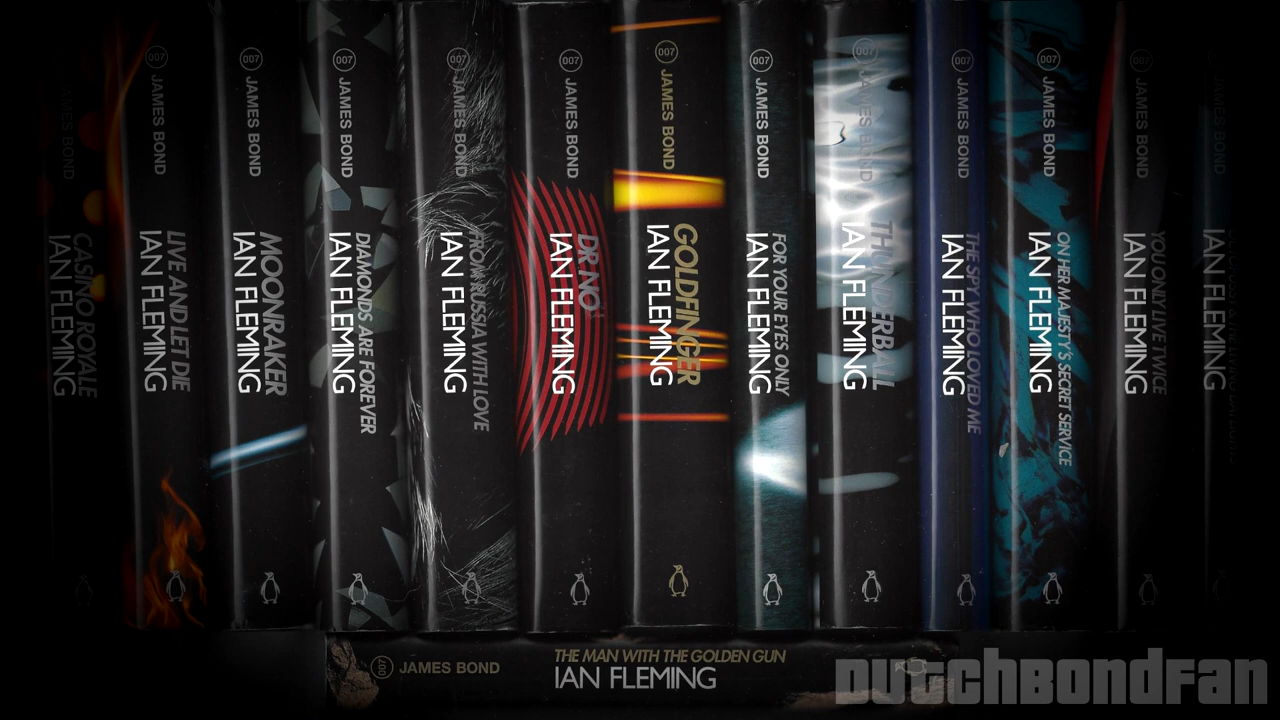 007 JAMES BOND
CASINO ROYALE
IAN FLEMING
007 JAMES BOND
LIVE AND LET DIE
IAN FLEMING
007 JAMES BOND
MOONRAKER
IAN FLEMING
007 JAMES BOND
DIAMONDS ARE FOREVER
IAN FLEMING
007 JAMES BOND
FROM RUSSIA WITH LOVE
IAN FLEMING
007 JAMES BOND
DR NO
IAN FLEMING
007 JAMES BOND
GOLDFINGER
IAN FLEMING
007 JAMES BOND
FOR YOUR EYES ONLY
IAN FLEMING
007 JAMES BOND
THUNDERBALL
IAN FLEMING
007 JAMES BOND
THE SPY WHO LOVED ME
IAN FLEMING
007 JAMES BOND
ON HER MAJESTY'S SECRET SERVICE
IAN FLEMING
007 JAMES BOND
YOU ONLY LIVE TWICE
IAN FLEMING
JAMES BOND
IAN FLEMING
007 JAMES BOND
THE MAN WITH THE GOLDEN GUN
IAN FLEMING
DUTCHBONDFAN